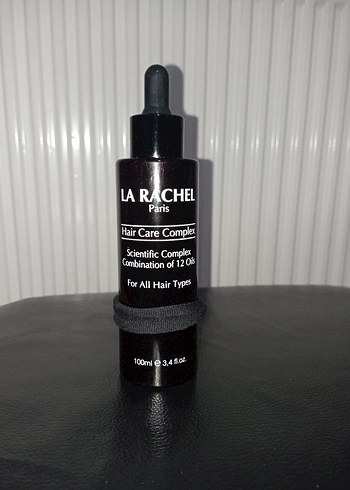 LA RACHEL
Paris
Hair Care Complex
Scientific Complex
Combination of 12 Oils
For All Hair Types
100ml ℮ 3,4 fl.oz.